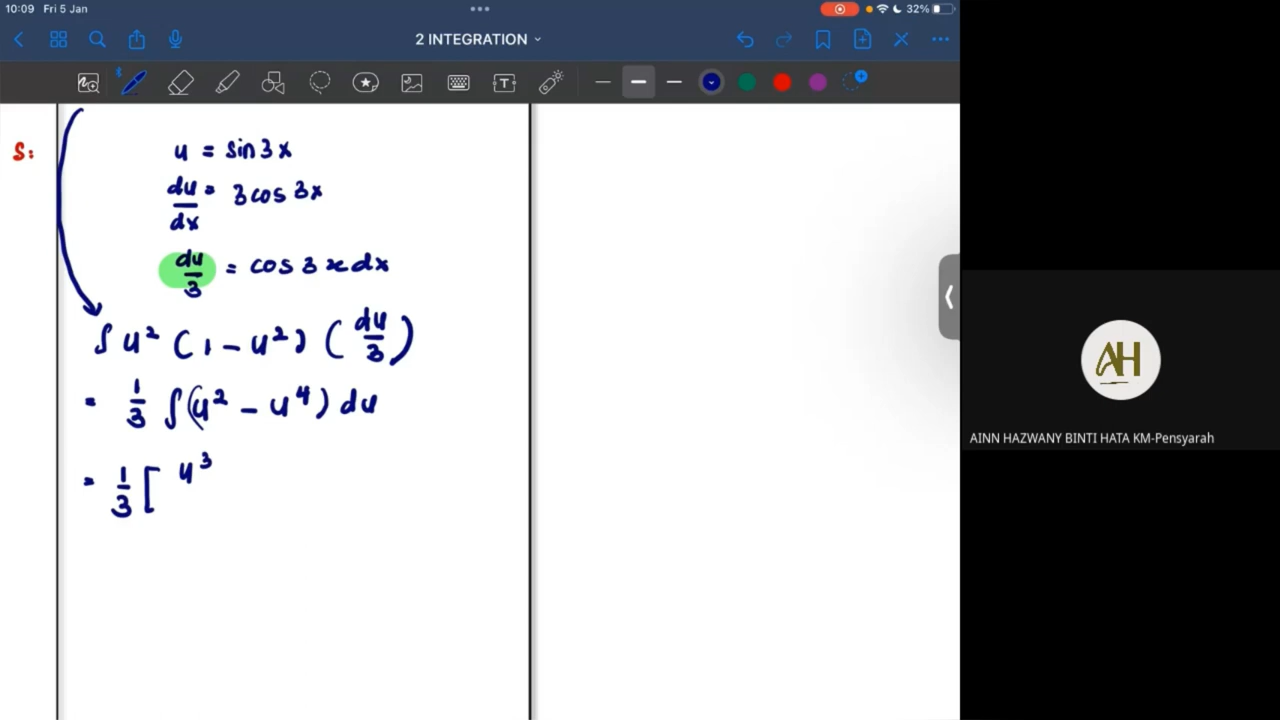 10:09 Fri 5 Jan
32%
2 INTEGRATION
T
S:
u = sin 3x
du/dx = 3cos 3x
du/3 = cos 3x dx
∫ u² (1 - u²) (du/3)
= 1/3 ∫(u² - u⁴) du
= 1/3 [ u³
AH
AINN HAZWANY BINTI HATA KM-Pensyarah